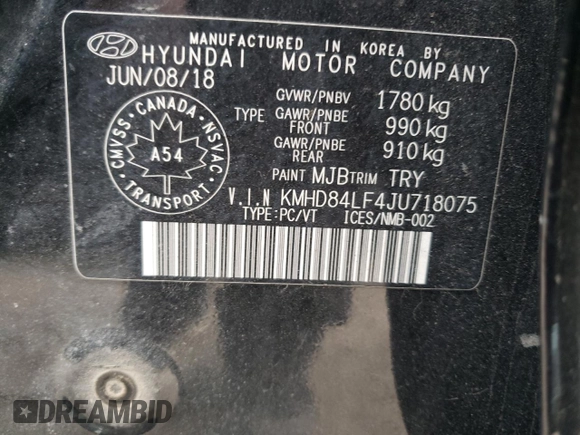 MANUFACTURED IN KOREA BY
HYUNDAI MOTOR COMPANY
JUN/08/18
GVWR/PNBV 1780 kg
TYPE GAWR/PNBE FRONT 990 kg
GAWR/PNBE REAR 910 kg
CANADA
CMVSS NSVAC
A54
TRANSPORT
PAINT MJB TRIM TRY
V.I.N KMHD84LF4JU718075
TYPE:PC/VT ICES/NMB-002
DREAMBID